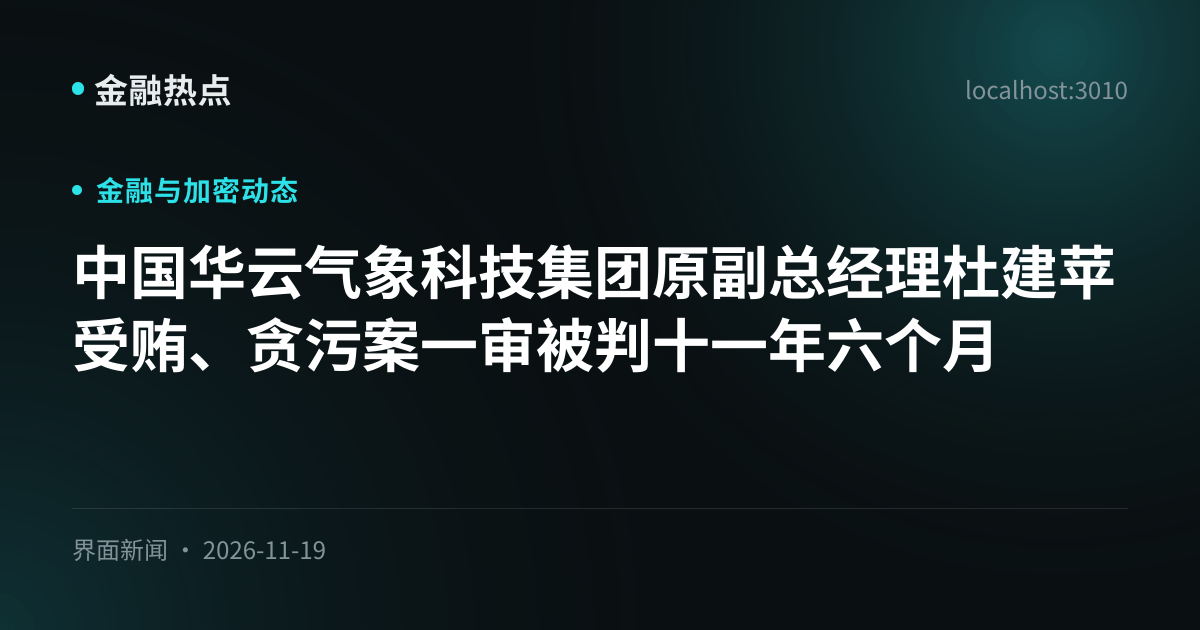 金融热点
localhost:3010
金融与加密动态
中国华云气象科技集团原副总经理杜建苹
受贿、贪污案一审被判十一年六个月
界面新闻 · 2026-11-19